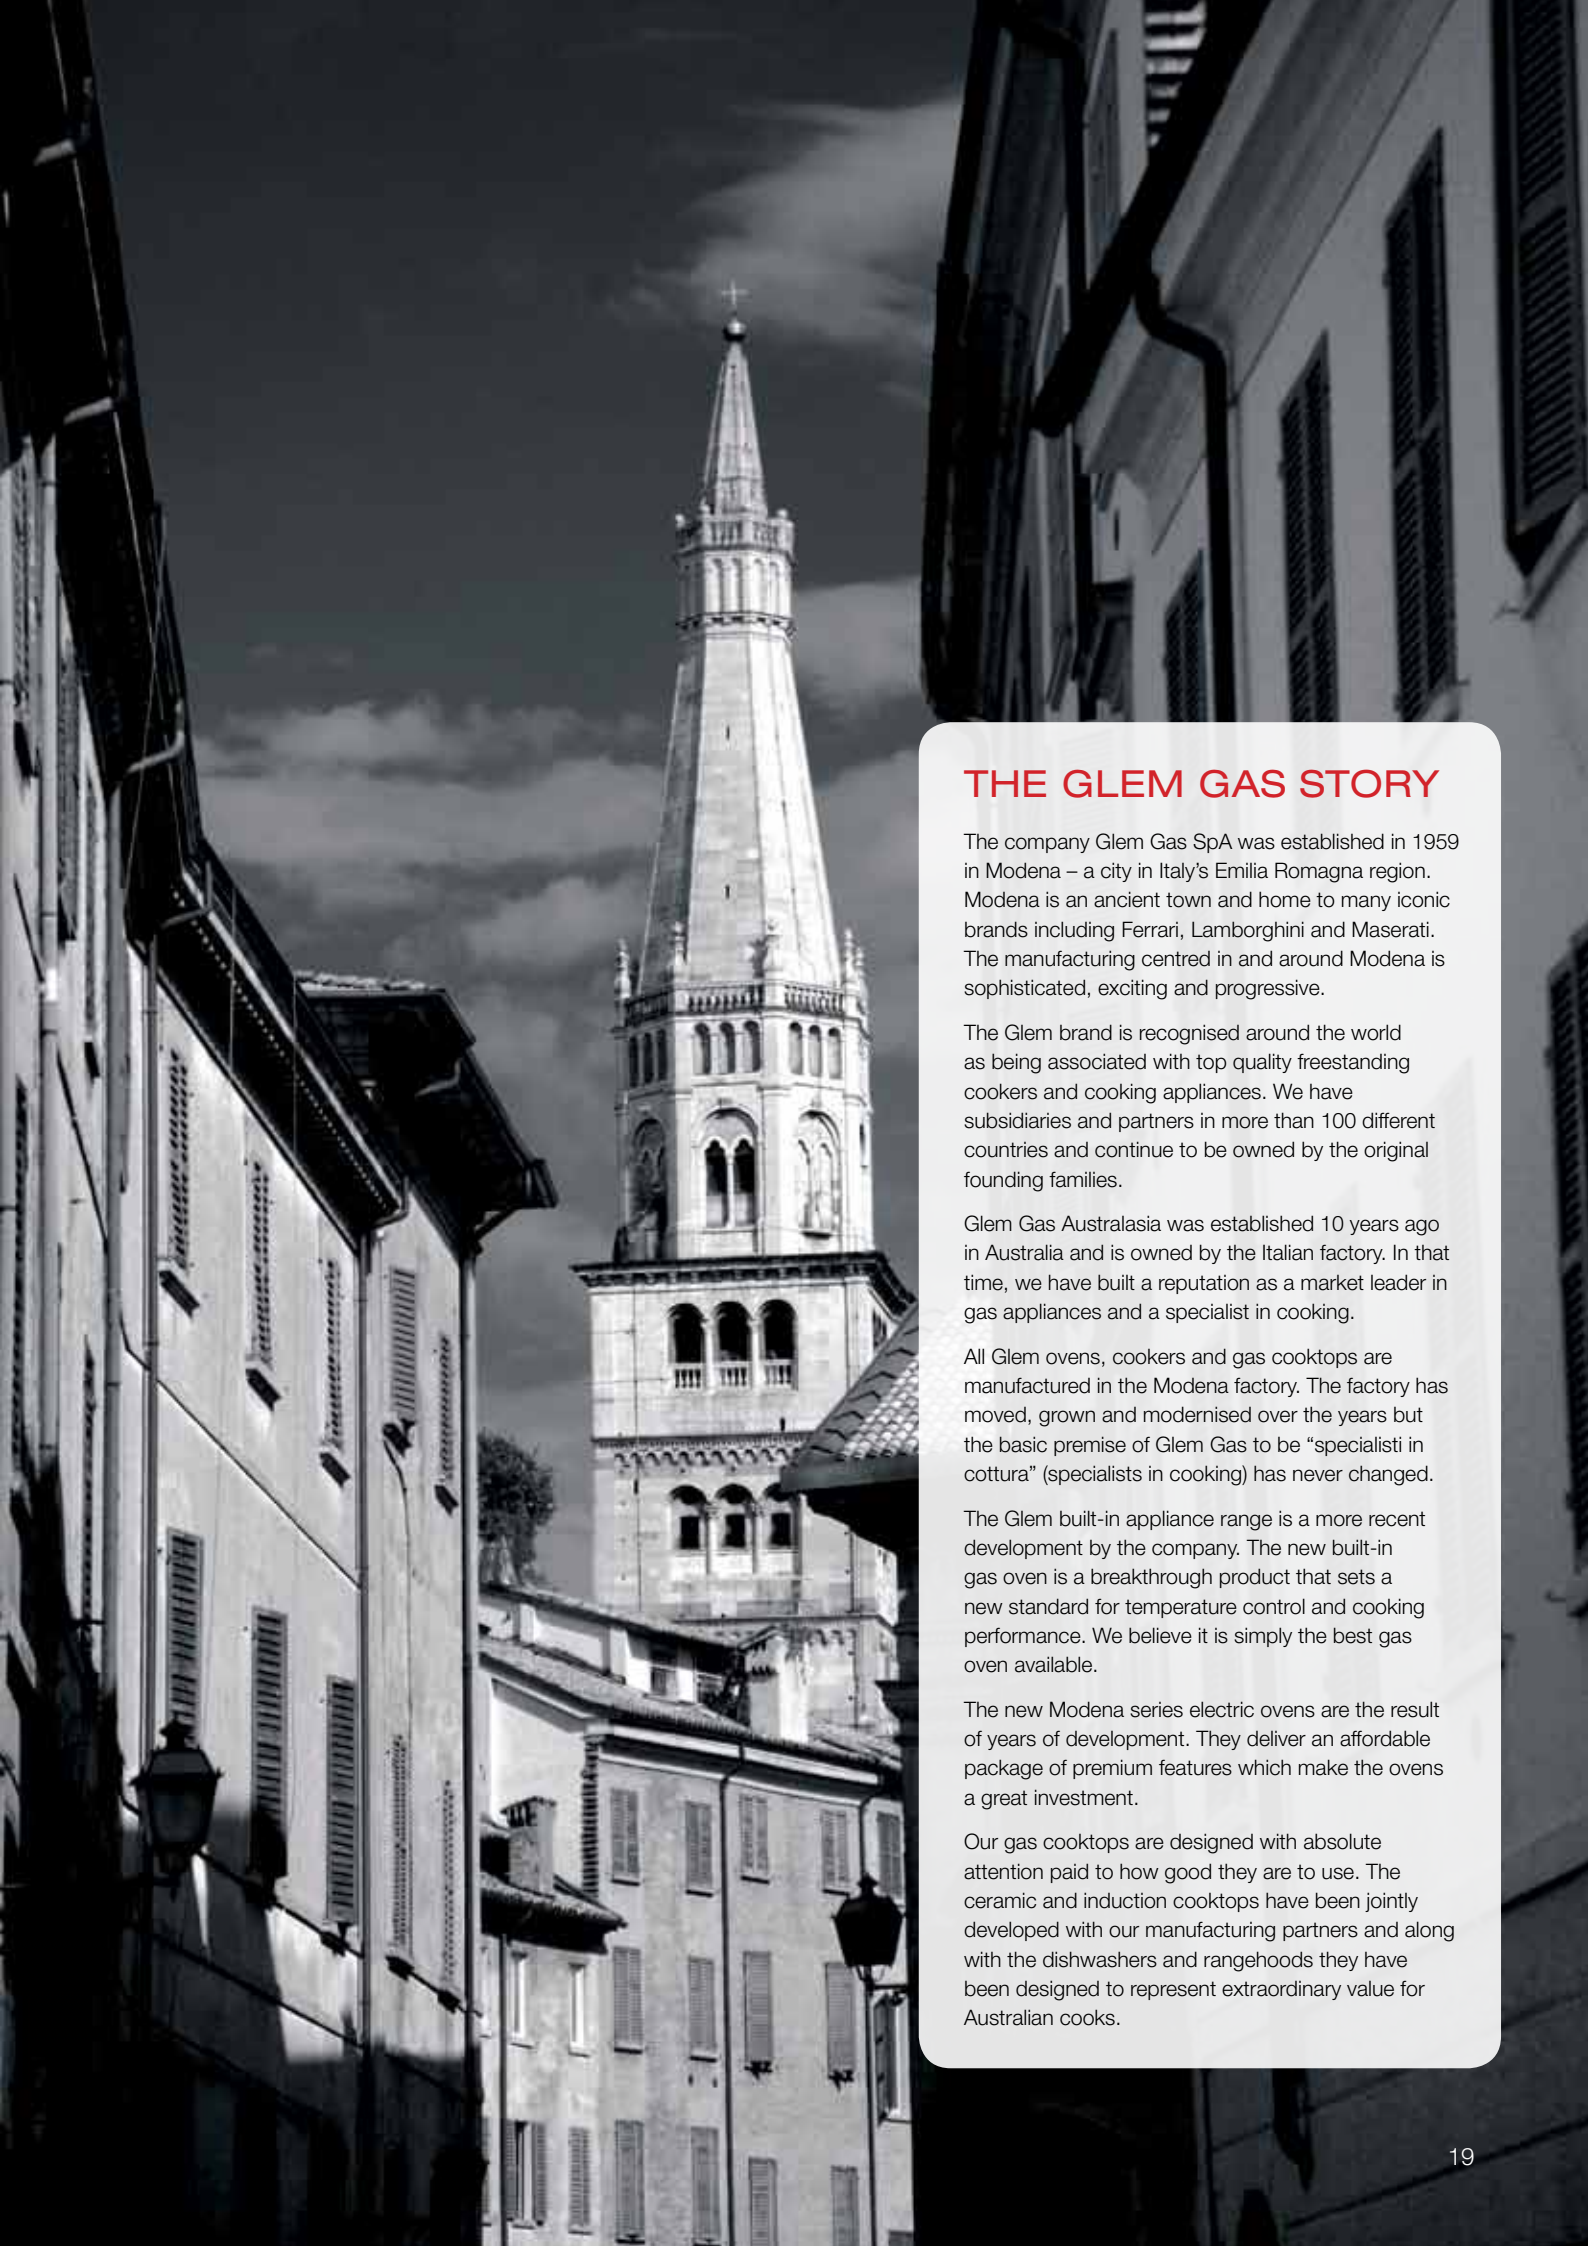 THE GLEM GAS STORY
The company Glem Gas SpA was established in 1959
in Modena – a city in Italy’s Emilia Romagna region.
Modena is an ancient town and home to many iconic
brands including Ferrari, Lamborghini and Maserati.
The manufacturing centred in and around Modena is
sophisticated, exciting and progressive.
The Glem brand is recognised around the world
as being associated with top quality freestanding
cookers and cooking appliances. We have
subsidiaries and partners in more than 100 different
countries and continue to be owned by the original
founding families.
Glem Gas Australasia was established 10 years ago
in Australia and is owned by the Italian factory. In that
time, we have built a reputation as a market leader in
gas appliances and a specialist in cooking.
All Glem ovens, cookers and gas cooktops are
manufactured in the Modena factory. The factory has
moved, grown and modernised over the years but
the basic premise of Glem Gas to be “specialisti in
cottura” (specialists in cooking) has never changed.
The Glem built-in appliance range is a more recent
development by the company. The new built-in
gas oven is a breakthrough product that sets a
new standard for temperature control and cooking
performance. We believe it is simply the best gas
oven available.
The new Modena series electric ovens are the result
of years of development. They deliver an affordable
package of premium features which make the ovens
a great investment.
Our gas cooktops are designed with absolute
attention paid to how good they are to use. The
ceramic and induction cooktops have been jointly
developed with our manufacturing partners and along
with the dishwashers and rangehoods they have
been designed to represent extraordinary value for
Australian cooks.
19